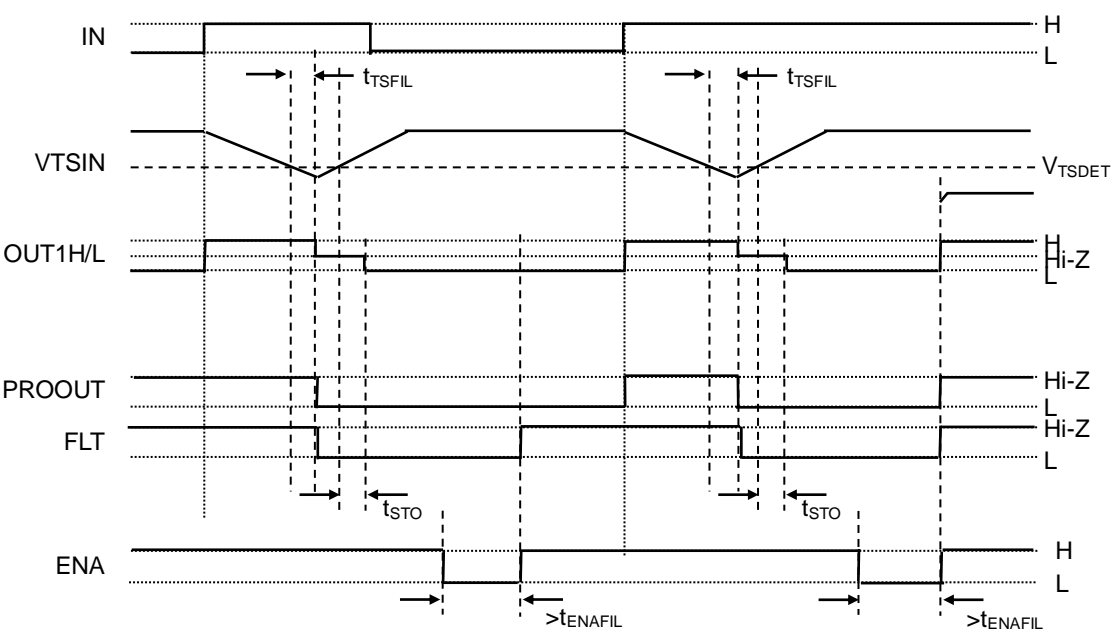 IN
H
L
tTSFIL
tTSFIL
VTSIN
VTSDET
OUT1H/L
H
Hi-Z
L
PROOUT
Hi-Z
L
FLT
Hi-Z
L
tSTO
tSTO
ENA
H
L
>tENAFIL
>tENAFIL